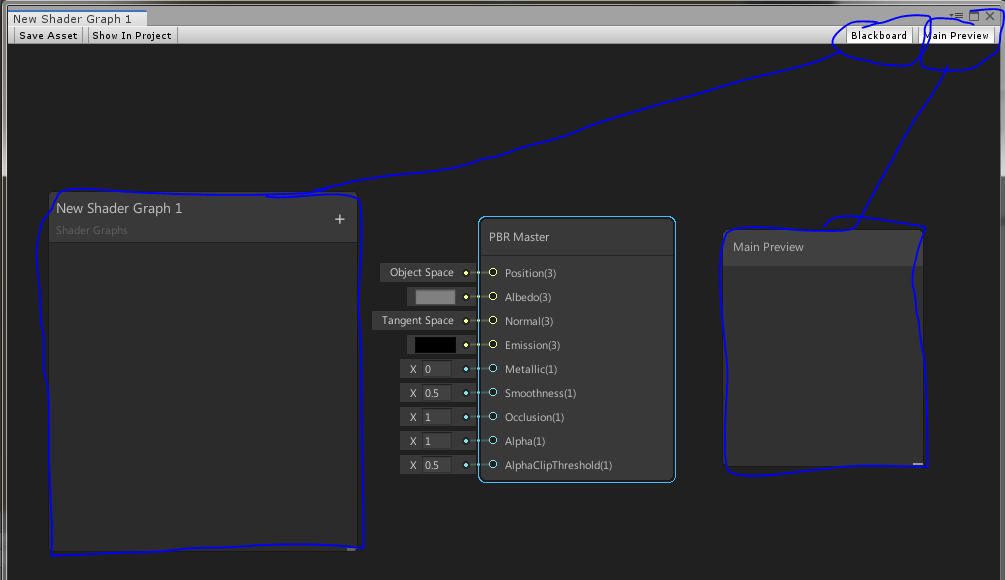 New Shader Graph 1
Save Asset Show In Project Blackboard Main Preview
New Shader Graph 1
Shader Graphs
+
PBR Master
Object Space Position(3)
Albedo(3)
Tangent Space Normal(3)
Emission(3)
X 0 Metallic(1)
X 0.5 Smoothness(1)
X 1 Occlusion(1)
X 1 Alpha(1)
X 0.5 AlphaClipThreshold(1)
Main Preview